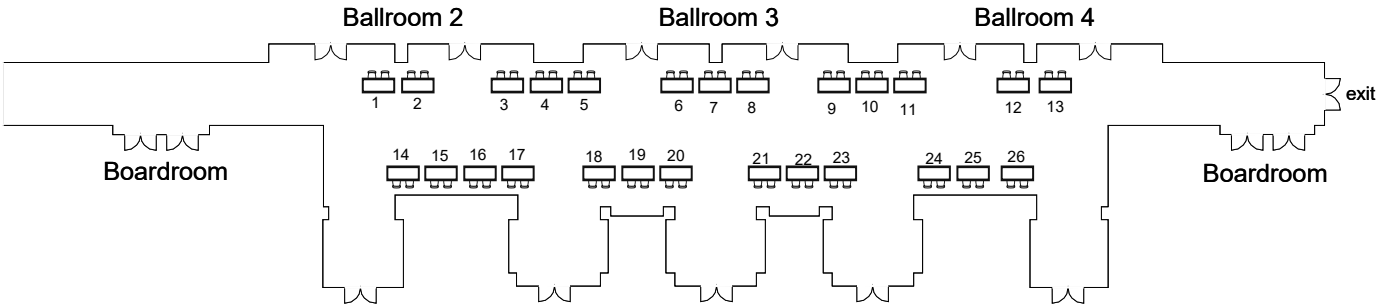 Ballroom 2 Ballroom 3 Ballroom 4
1 2 3 4 5 6 7 8 9 10 11 12 13
exit
Boardroom
14 15 16 17 18 19 20 21 22 23 24 25 26
Boardroom